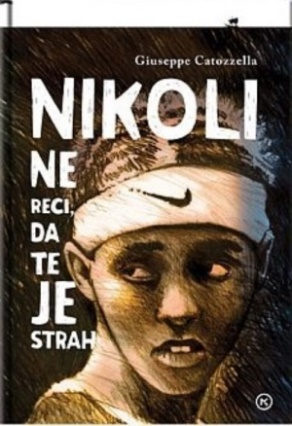 Giuseppe Catozzella
NIKOLI
NE
RECI,
DA
TE
JE
STRAH